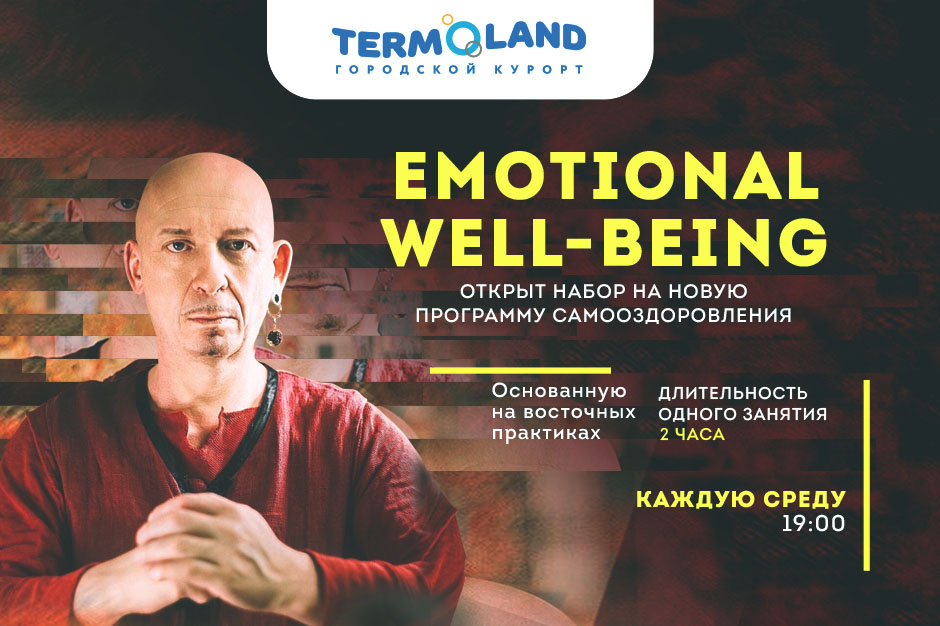 TERMOLAND
ГОРОДСКОЙ КУРОРТ
EMOTIONAL
WELL-BEING
ОТКРЫТ НАБОР НА НОВУЮ
ПРОГРАММУ САМООЗДОРОВЛЕНИЯ
Основанную
на восточных
практиках
ДЛИТЕЛЬНОСТЬ
ОДНОГО ЗАНЯТИЯ
2 ЧАСА
КАЖДУЮ СРЕДУ
19:00